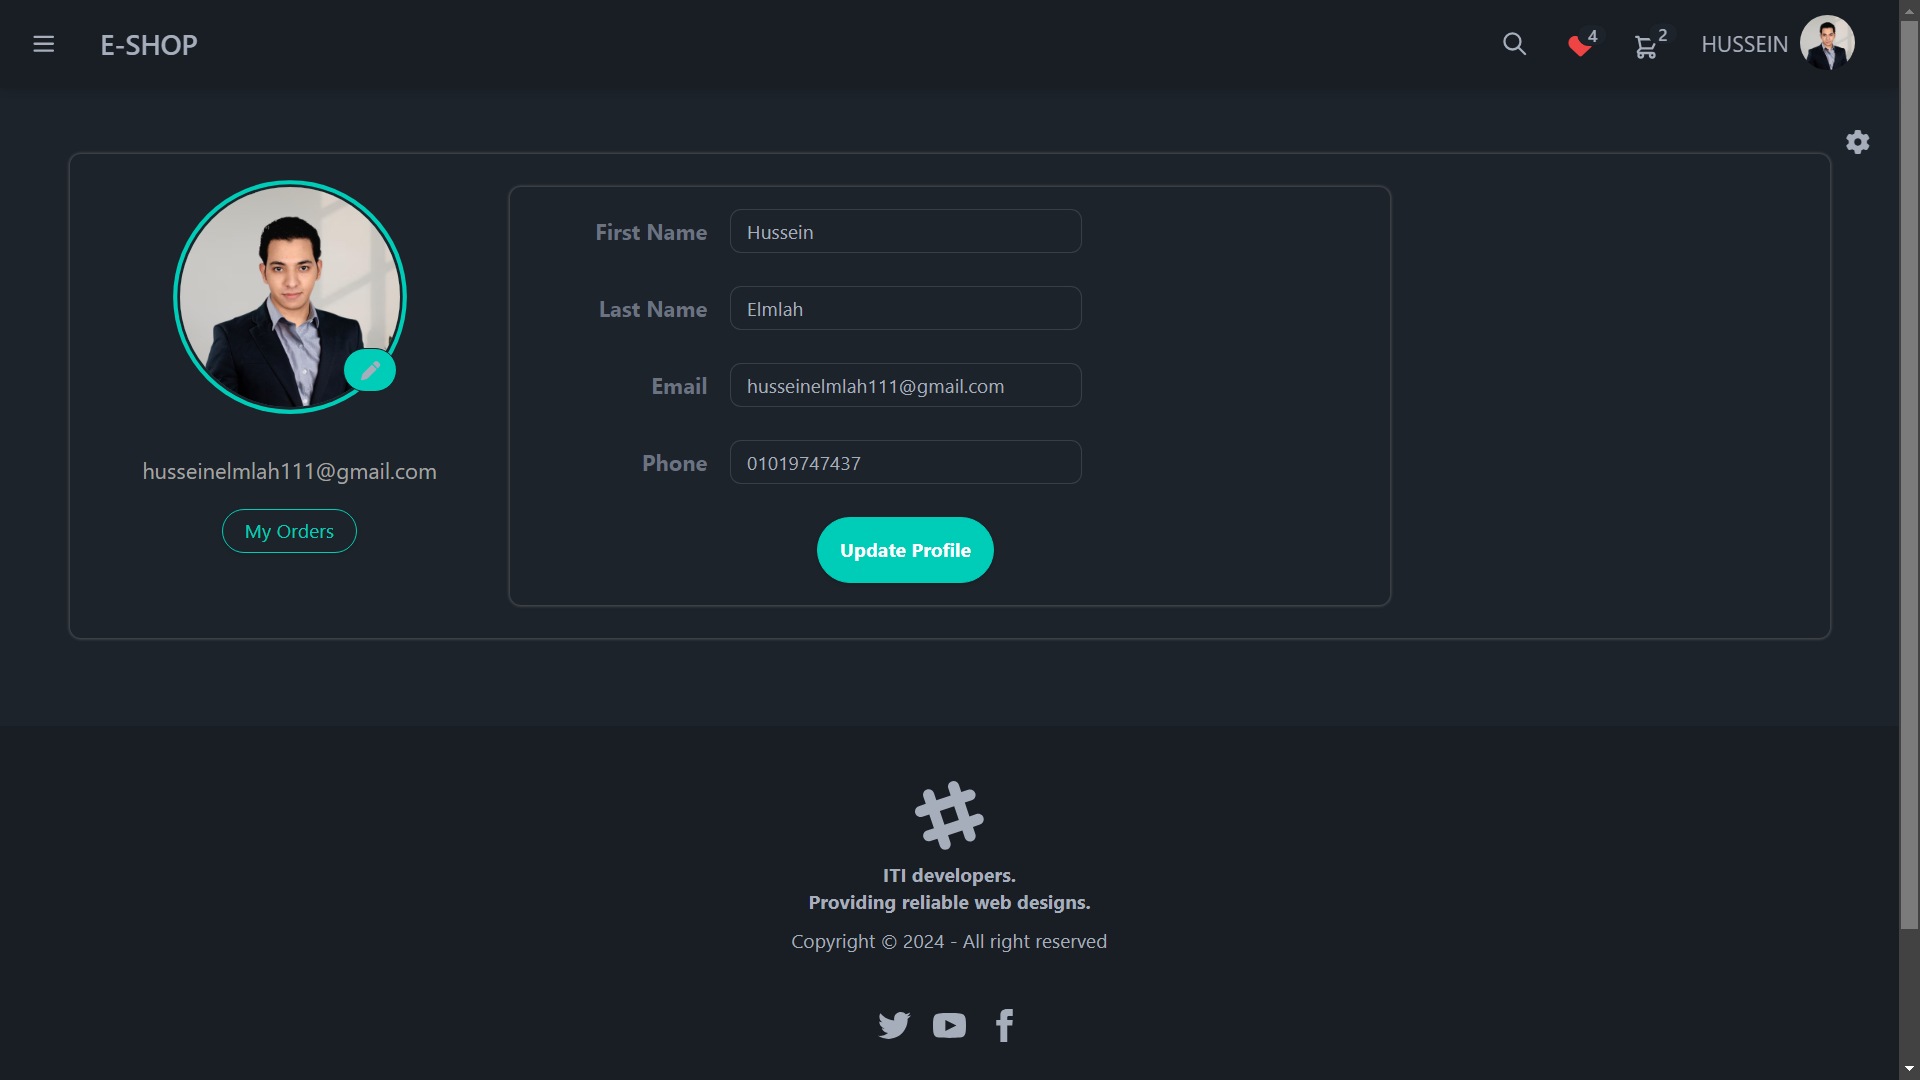 E-SHOP
4
2
HUSSEIN
First Name
Hussein
Last Name
Elmlah
Email
husseinelmlah111@gmail.com
Phone
01019747437
Update Profile
husseinelmlah111@gmail.com
My Orders
ITI developers.
Providing reliable web designs.
Copyright © 2024 - All right reserved